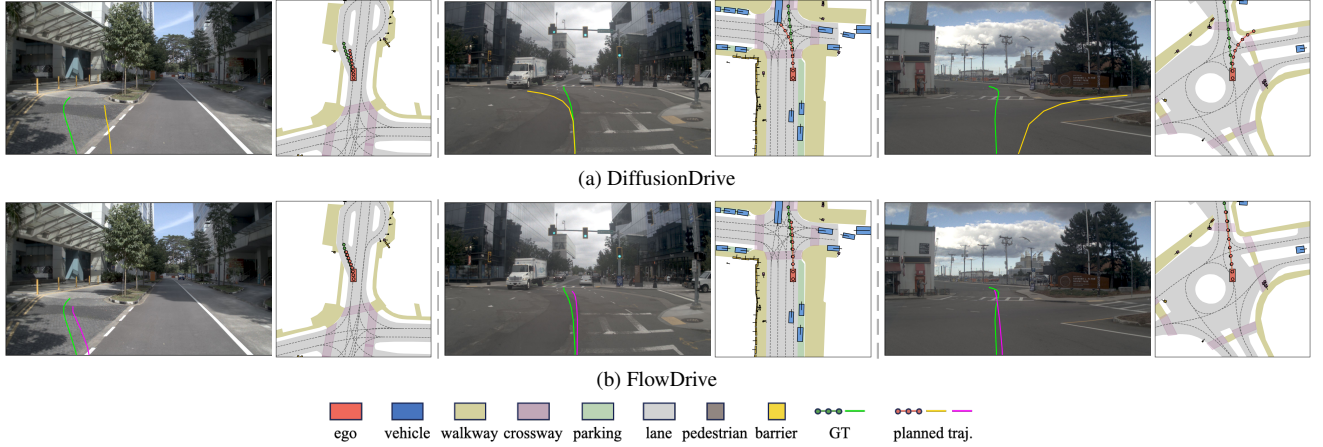 (a) DiffusionDrive
(b) FlowDrive
ego vehicle walkway crossway parking lane pedestrian barrier GT planned traj.